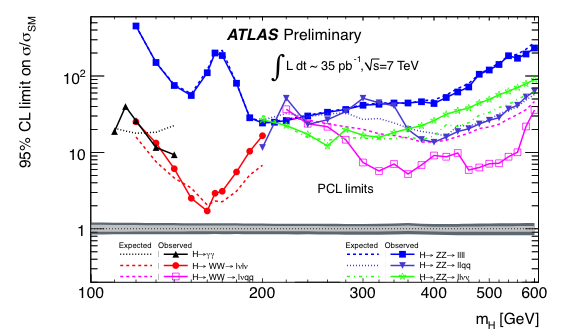 ATLAS Preliminary
∫ L dt ~ 35 pb⁻¹, √s=7 TeV
95% CL limit on σ/σSM
10²
10
1
PCL limits
Expected Observed
H→γγ
H→ WW→ lνlν
H→ WW→ lνqq
Expected Observed
H→ ZZ→ llll
H→ ZZ→ llqq
H→ ZZ→ llνν
100 200 300 400 500 600
mH [GeV]